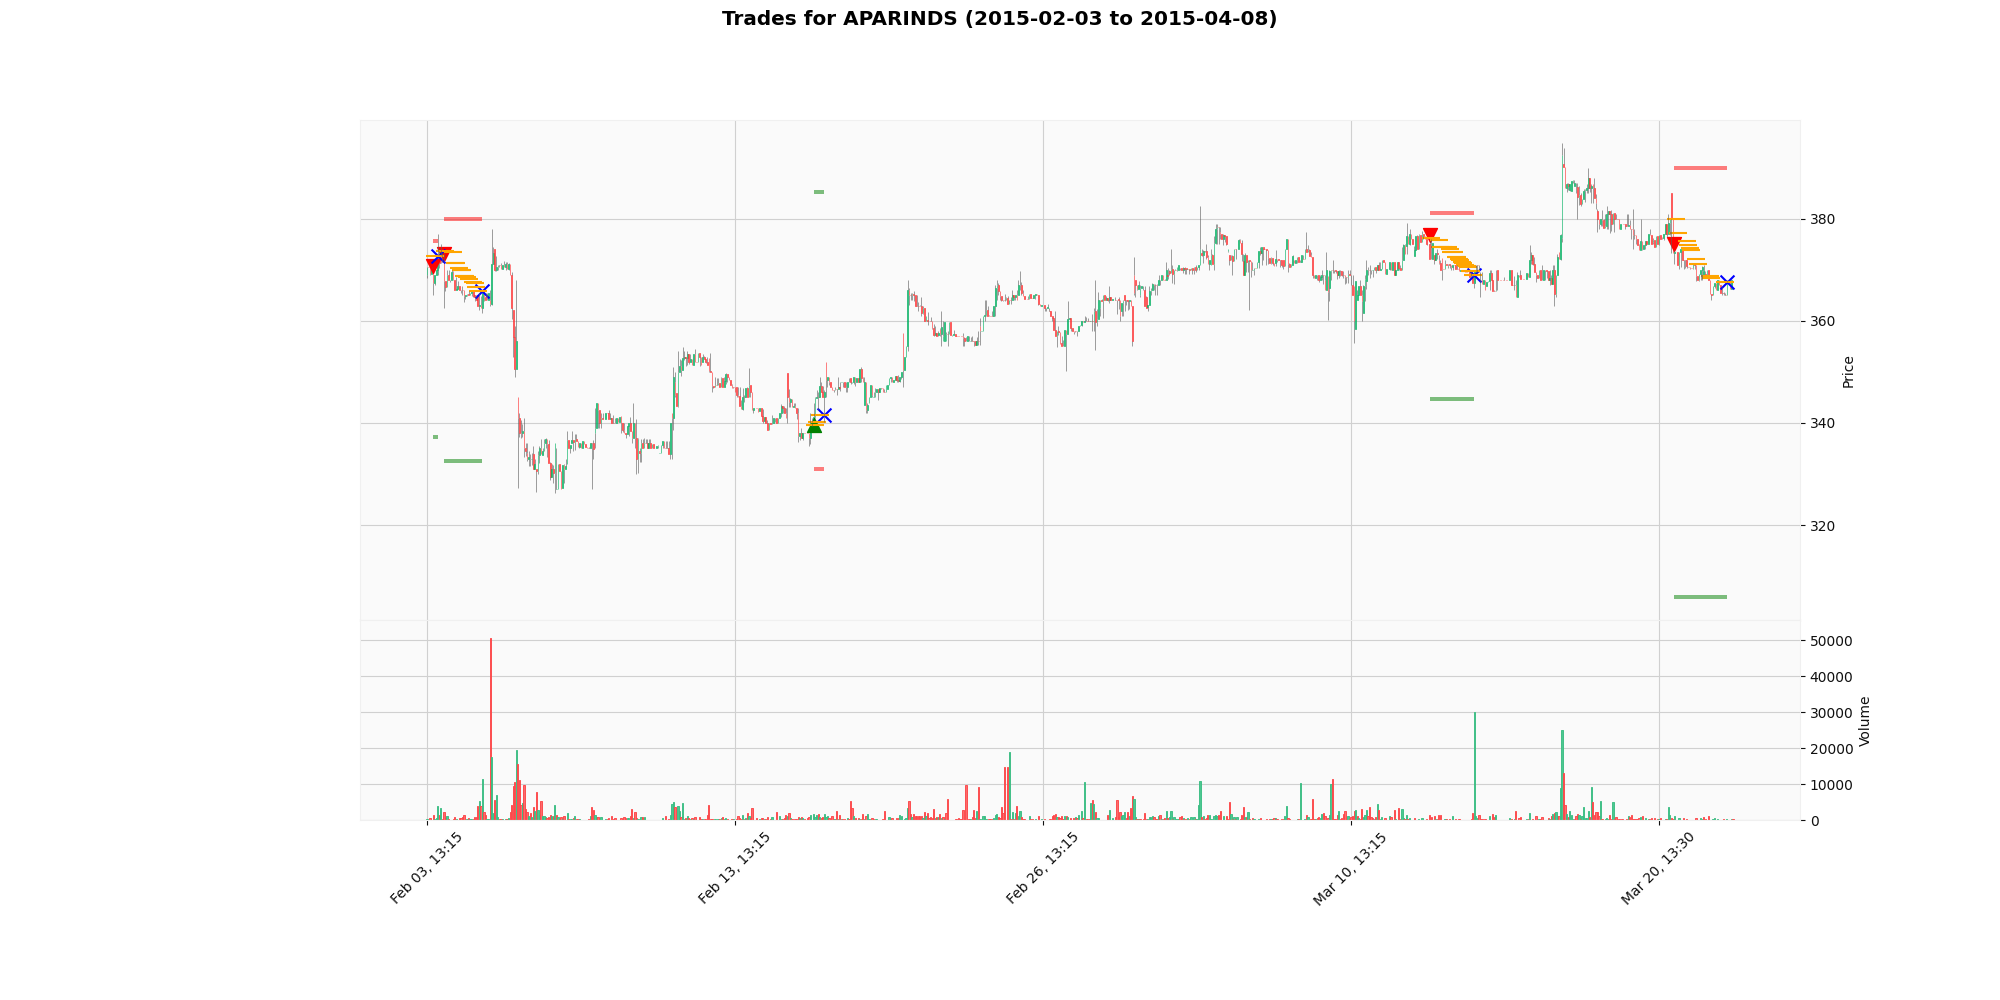 Trades for APARINDS (2015-02-03 to 2015-04-08)
380
360
340
320
Price
50000
40000
30000
20000
10000
0
Volume
Feb 03, 13:15
Feb 13, 13:15
Feb 26, 13:15
Mar 10, 13:15
Mar 20, 13:30